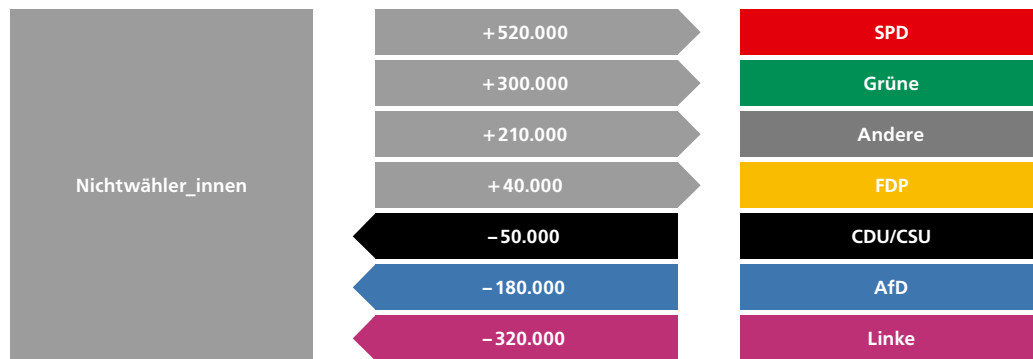 +520.000 SPD
+300.000 Grüne
+210.000 Andere
Nichtwähler_innen +40.000 FDP
−50.000 CDU/CSU
−180.000 AfD
−320.000 Linke